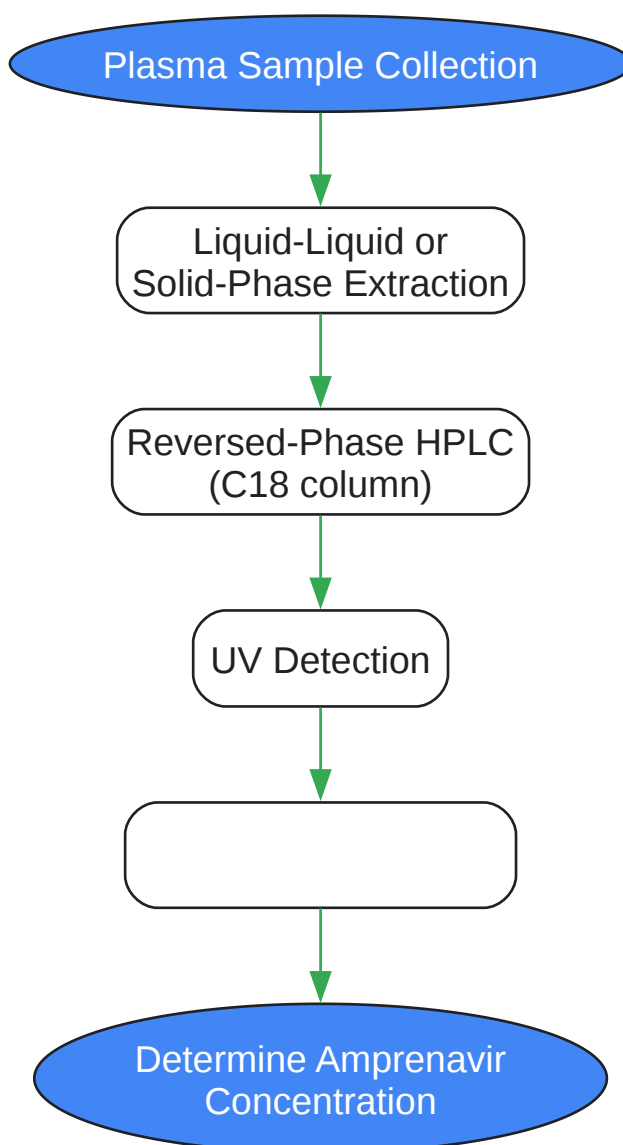 Plasma Sample Collection
Liquid-Liquid or
Solid-Phase Extraction
Reversed-Phase HPLC
(C18 column)
UV Detection
Determine Amprenavir
Concentration